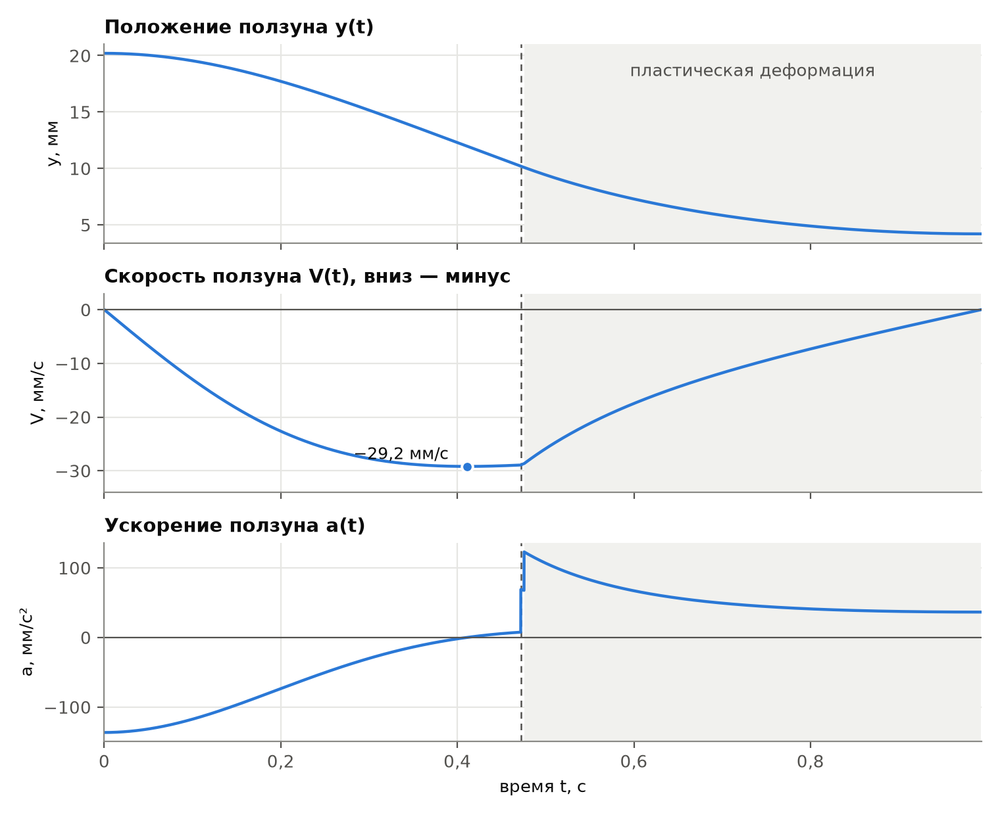 Положение ползуна y(t)
20
15
10
5
y, мм
пластическая деформация
Скорость ползуна V(t), вниз — минус
0
−10
−20
−30
V, мм/с
−29,2 мм/с
Ускорение ползуна a(t)
100
0
−100
a, мм/с²
0
0,2
0,4
0,6
0,8
время t, с